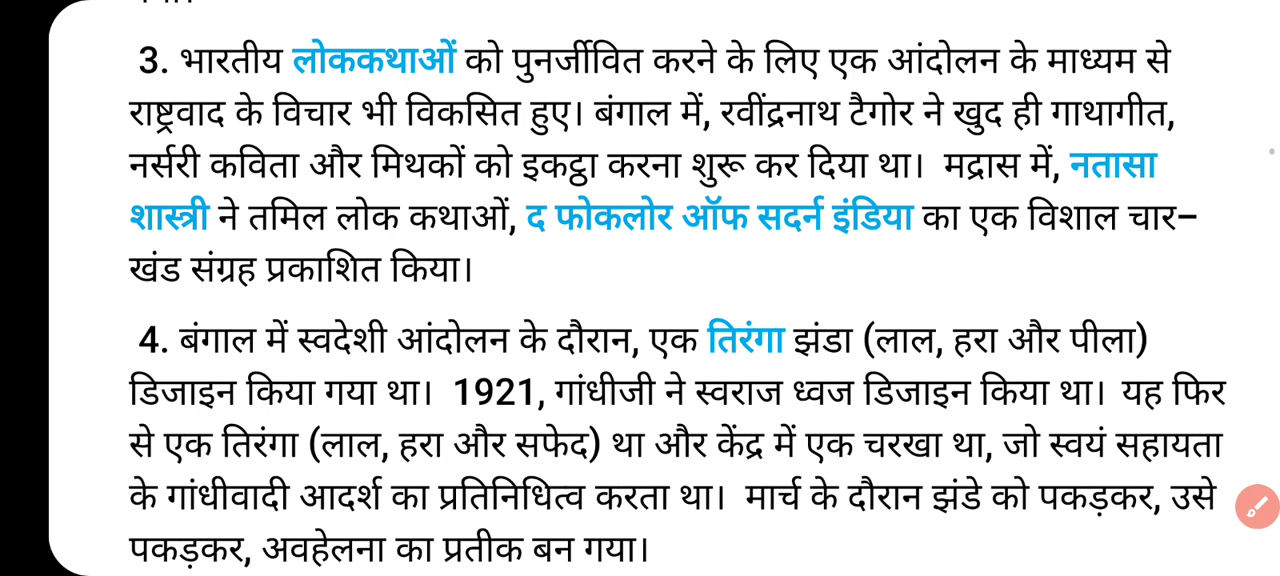 3. भारतीय लोककथाओं को पुनर्जीवित करने के लिए एक आंदोलन के माध्यम से
राष्ट्रवाद के विचार भी विकसित हुए। बंगाल में, रवींद्रनाथ टैगोर ने खुद ही गाथागीत,
नर्सरी कविता और मिथकों को इकट्ठा करना शुरू कर दिया था। मद्रास में, नतासा
शास्त्री ने तमिल लोक कथाओं, द फोकलोर ऑफ सदर्न इंडिया का एक विशाल चार–
खंड संग्रह प्रकाशित किया।
4. बंगाल में स्वदेशी आंदोलन के दौरान, एक तिरंगा झंडा (लाल, हरा और पीला)
डिजाइन किया गया था। 1921, गांधीजी ने स्वराज ध्वज डिजाइन किया था। यह फिर
से एक तिरंगा (लाल, हरा और सफेद) था और केंद्र में एक चरखा था, जो स्वयं सहायता
के गांधीवादी आदर्श का प्रतिनिधित्व करता था। मार्च के दौरान झंडे को पकड़कर, उसे
पकड़कर, अवहेलना का प्रतीक बन गया।